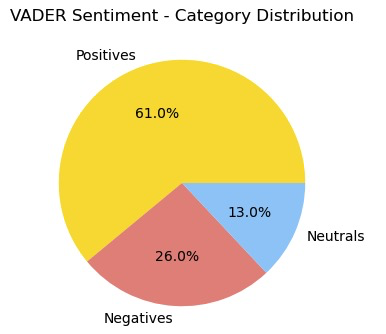 VADER Sentiment - Category Distribution
Positives
61.0%
13.0%
Neutrals
26.0%
Negatives